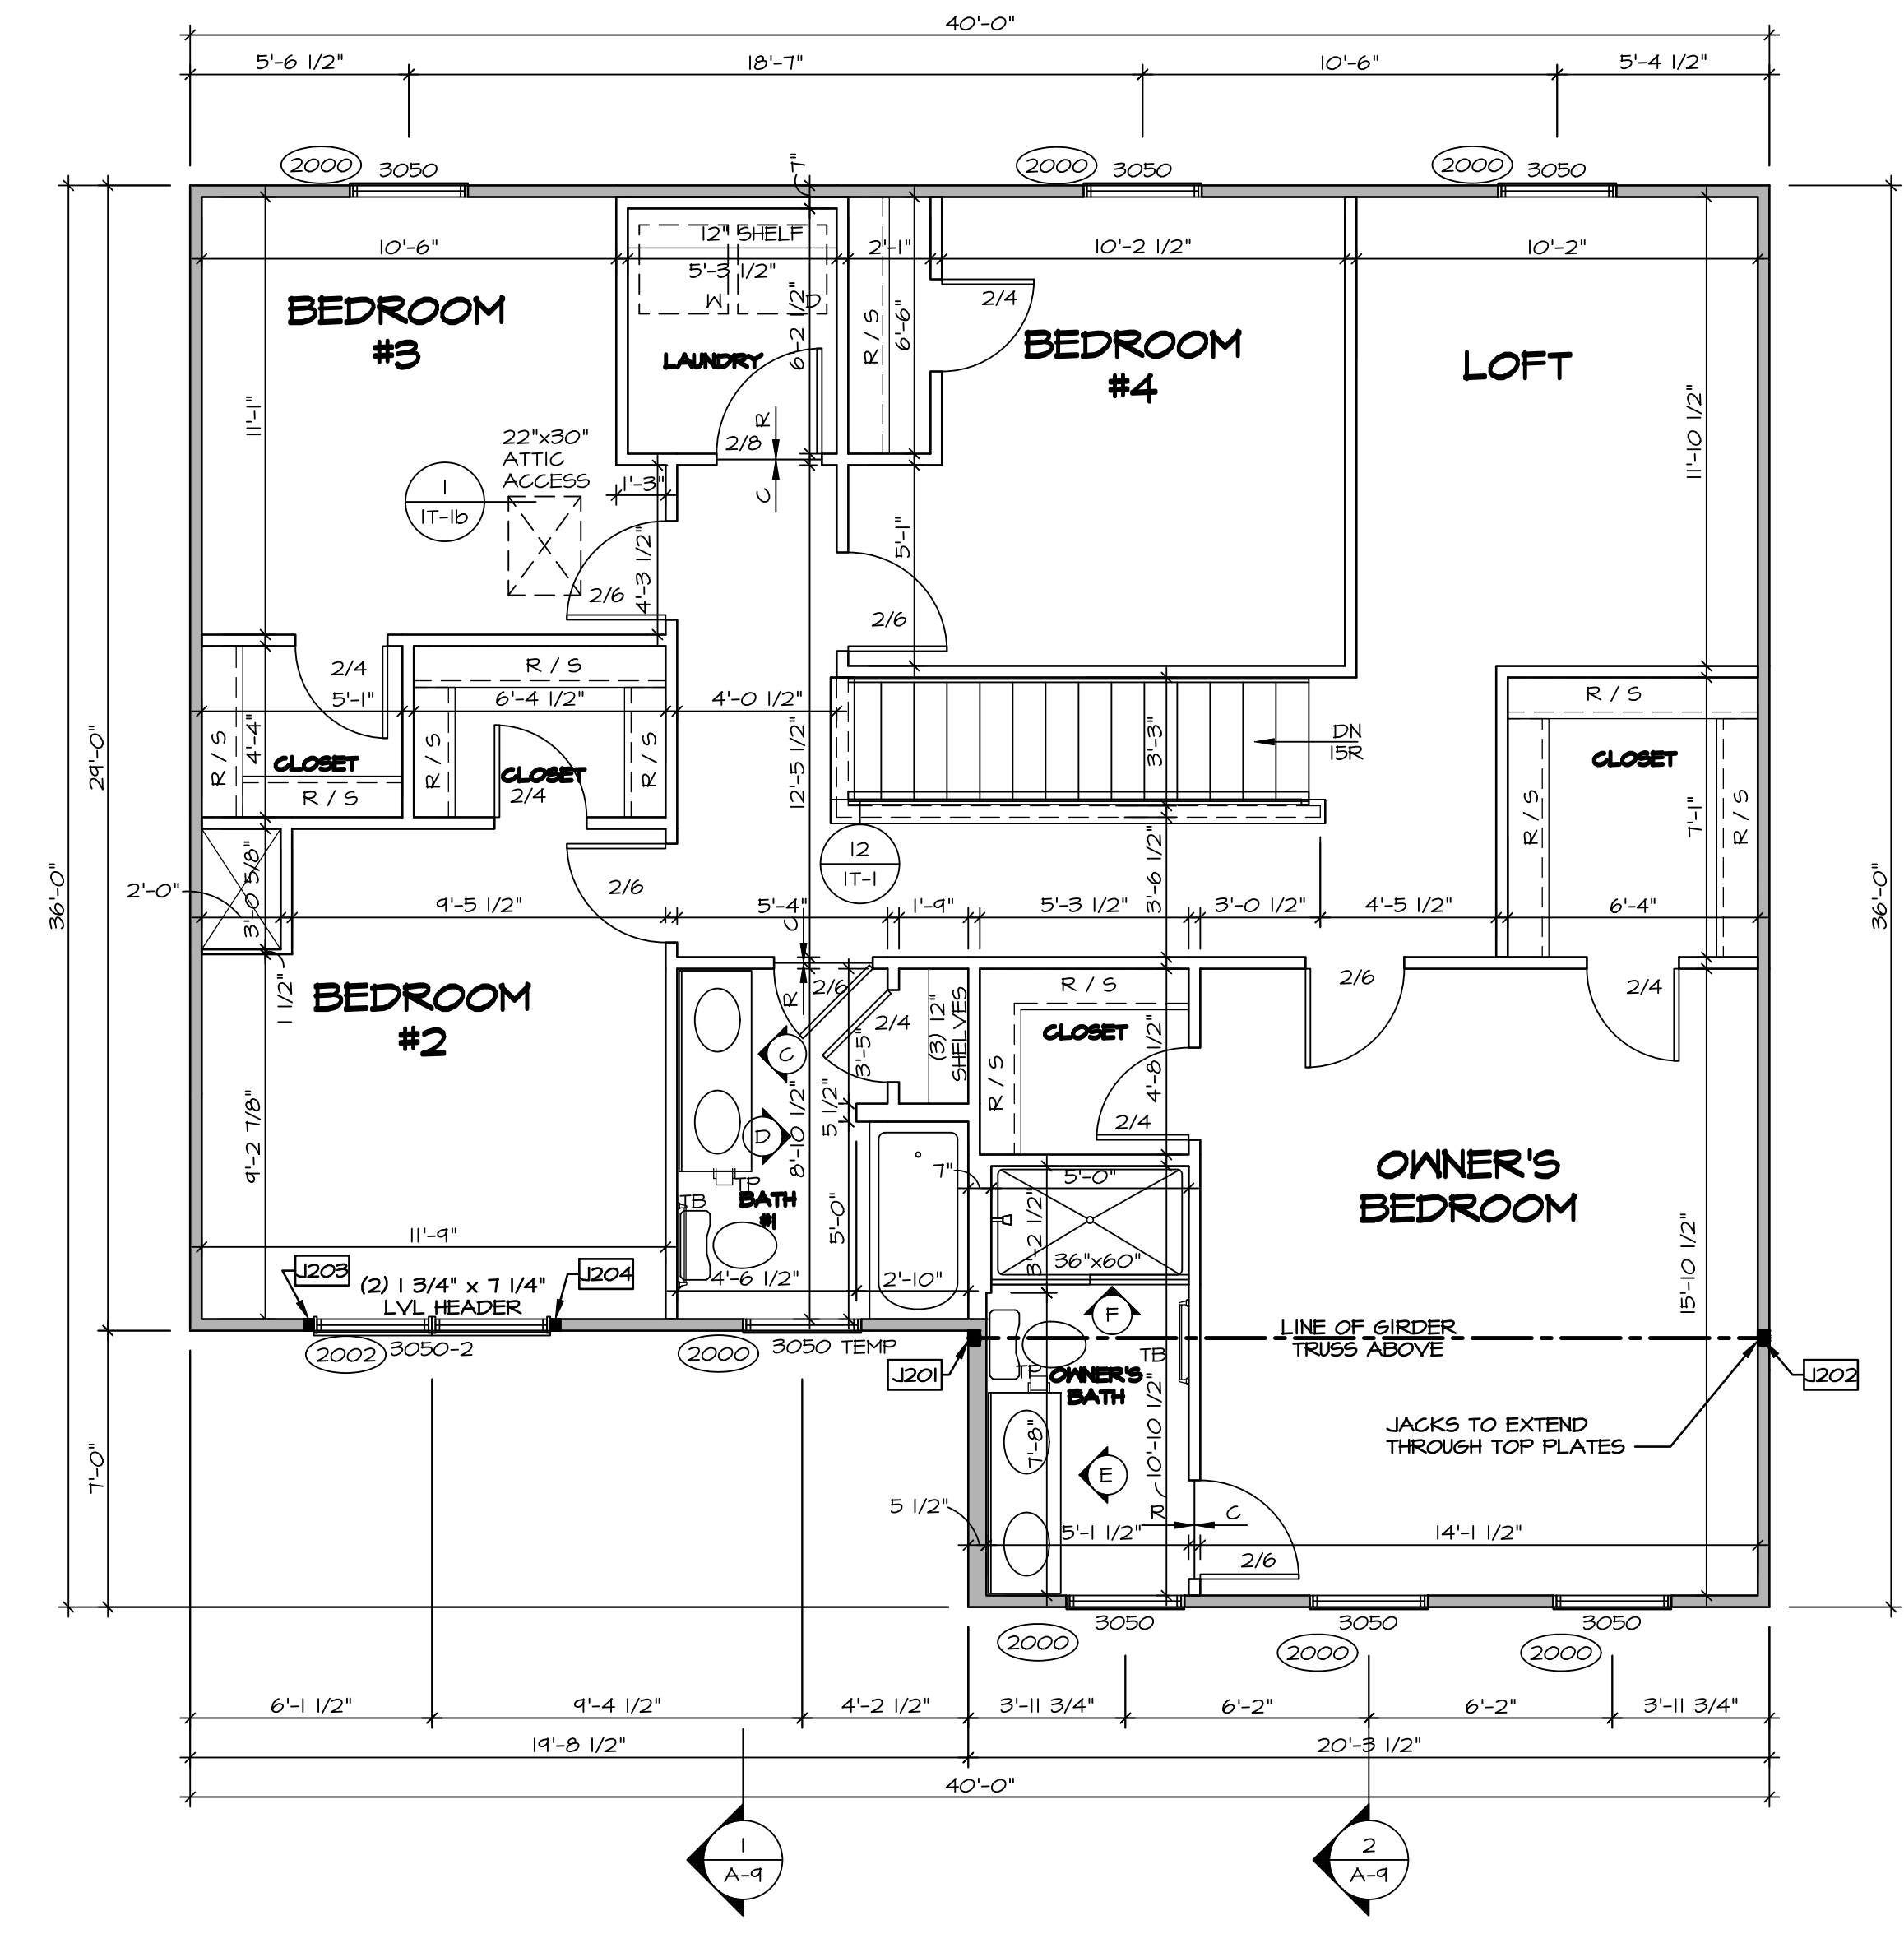 40'-0"
5'-6 1/2" 18'-7" 10'-6" 5'-4 1/2"
2000 3050 7" 2000 3050 2000 3050
12" SHELF
10'-6" 2'-1" 10'-2 1/2" 10'-2"
5'-3 1/2"
W D 2/4
BEDROOM
#3
6'-2 1/2"
R / S
6'-6"
BEDROOM
#4
LAUNDRY
LOFT
11'-1"
11'-10 1/2"
2/8 R
C
22"x30"
ATTIC
ACCESS
1
1T-1b
1'-3"
X
4'-3 1/2"
5'-1"
2/6
2/6
29'-0"
36'-0"
36'-0"
2/4
5'-1"
R / S
6'-4 1/2"
4'-0 1/2"
R / S
R / S
4'-4"
CLOSET
R / S
R / S
CLOSET
R / S
2/4
12'-5 1/2"
3'-3"
DN
15R
CLOSET
R / S
7'-1"
R / S
12
1T-1
2'-0"
3'-0 5/8"
2/6
3'-6 1/2"
9'-5 1/2" 5'-4" 1'-9" 5'-3 1/2" 3'-0 1/2" 4'-5 1/2" 6'-4"
C
R
1 1/2"
BEDROOM
#2
2/6
2/4
(3) 12"
SHELVES
R / S
CLOSET
R / S
4'-8 1/2"
2/4
2/6
2/4
C
3'-5"
D
8'-10 1/2"
5 1/2"
9'-2 7/8"
TP
TB
BATH
#1
5'-0"
7"
5'-0"
3'-2 1/2"
36"x60"
OWNER'S
BEDROOM
15'-10 1/2"
11'-9"
J203
(2) 1 3/4" x 7 1/4"
LVL HEADER
J204
4'-6 1/2"
2'-10"
2002 3050-2
2000 3050 TEMP
J201
F
LINE OF GIRDER
TRUSS ABOVE
TB
TP
OWNER'S
BATH
J202
JACKS TO EXTEND
THROUGH TOP PLATES
7'-0"
7'-8"
10'-10 1/2"
E
5 1/2"
R C
5'-1 1/2" 14'-1 1/2"
2/6
3050 3050 3050
2000 2000 2000
6'-1 1/2" 9'-4 1/2" 4'-2 1/2" 3'-11 3/4" 6'-2" 6'-2" 3'-11 3/4"
19'-8 1/2" 20'-3 1/2"
40'-0"
1
A-9
2
A-9